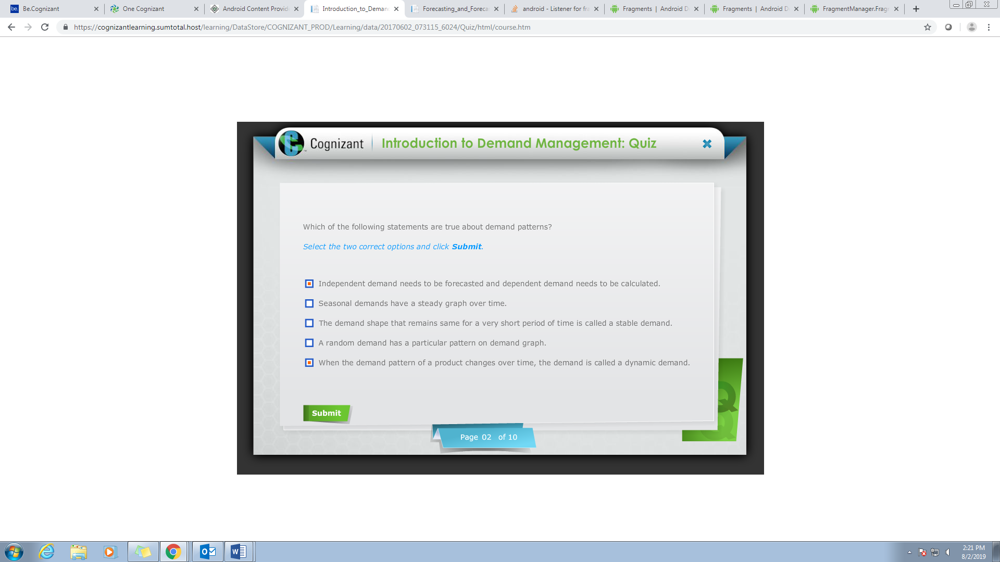 Be.Cognizant
One Cognizant
Android Content Provid
Introduction_to_Deman
Forecasting_and_Foreca
android - Listener for fra
Fragments | Android D
Fragments | Android D
FragmentManager.Frag
https://cognizantlearning.sumtotal.host/learning/DataStore/COGNIZANT_PROD/Learning/data/20170602_073115_6024/Quiz/html/course.htm
Cognizant
Introduction to Demand Management: Quiz
Which of the following statements are true about demand patterns?
Select the two correct options and click Submit.
Independent demand needs to be forecasted and dependent demand needs to be calculated.
Seasonal demands have a steady graph over time.
The demand shape that remains same for a very short period of time is called a stable demand.
A random demand has a particular pattern on demand graph.
When the demand pattern of a product changes over time, the demand is called a dynamic demand.
Submit
Page 02 of 10
2:21 PM
8/2/2019